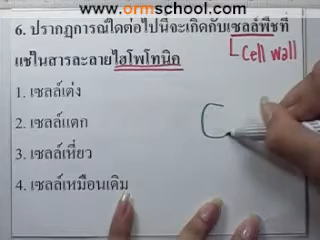 www.ormschool.com
6. ปรากฏการณ์ใดต่อไปนี้จะเกิดกับเซลล์พืชที่
แช่ในสารละลายไฮโพโทนิค
Cell wall
1. เซลล์เต่ง
2. เซลล์แตก
3. เซลล์เหี่ยว
4. เซลล์เหมือนเดิม